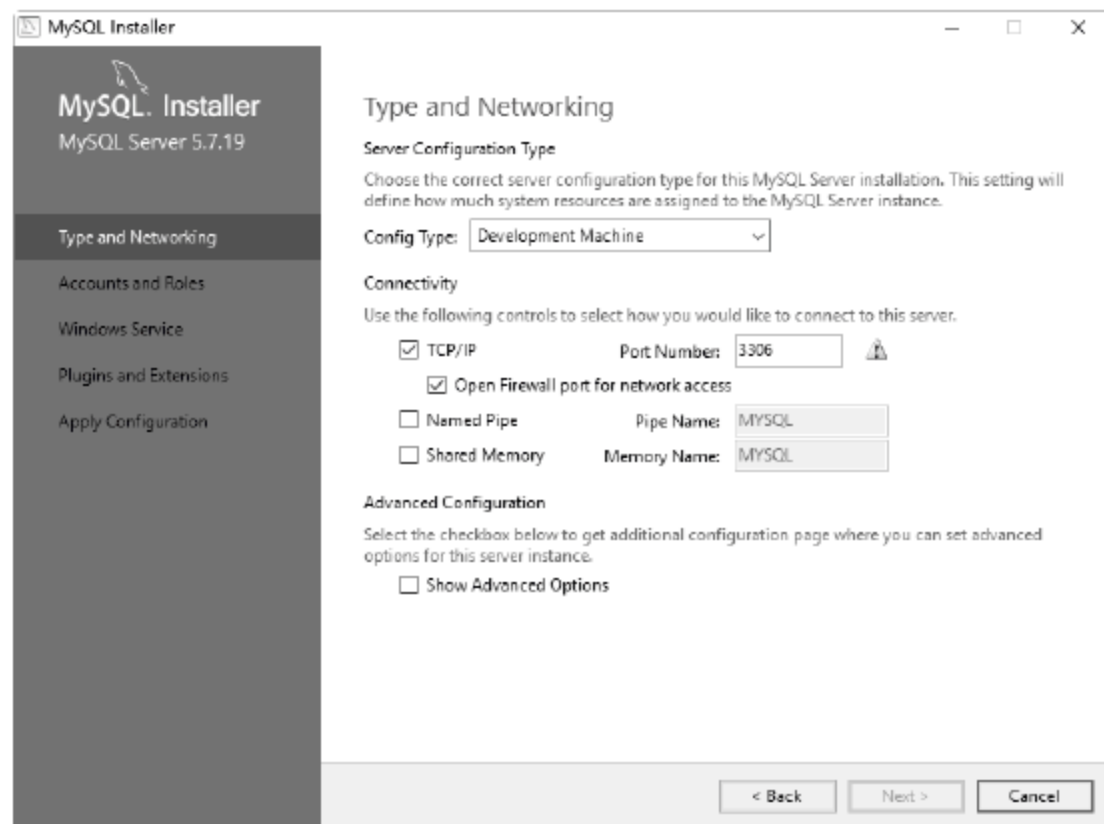 MySQL Installer
MySQL. Installer
MySQL Server 5.7.19
Type and Networking
Accounts and Roles
Windows Service
Plugins and Extensions
Apply Configuration
Type and Networking
Server Configuration Type
Choose the correct server configuration type for this MySQL Server installation. This setting will
define how much system resources are assigned to the MySQL Server instance.
Config Type: Development Machine
Connectivity
Use the following controls to select how you would like to connect to this server.
TCP/IP Port Number: 3306
Open Firewall port for network access
Named Pipe Pipe Name: MYSQL
Shared Memory Memory Name: MYSQL
Advanced Configuration
Select the checkbox below to get additional configuration page where you can set advanced
options for this server instance.
Show Advanced Options
< Back Next > Cancel